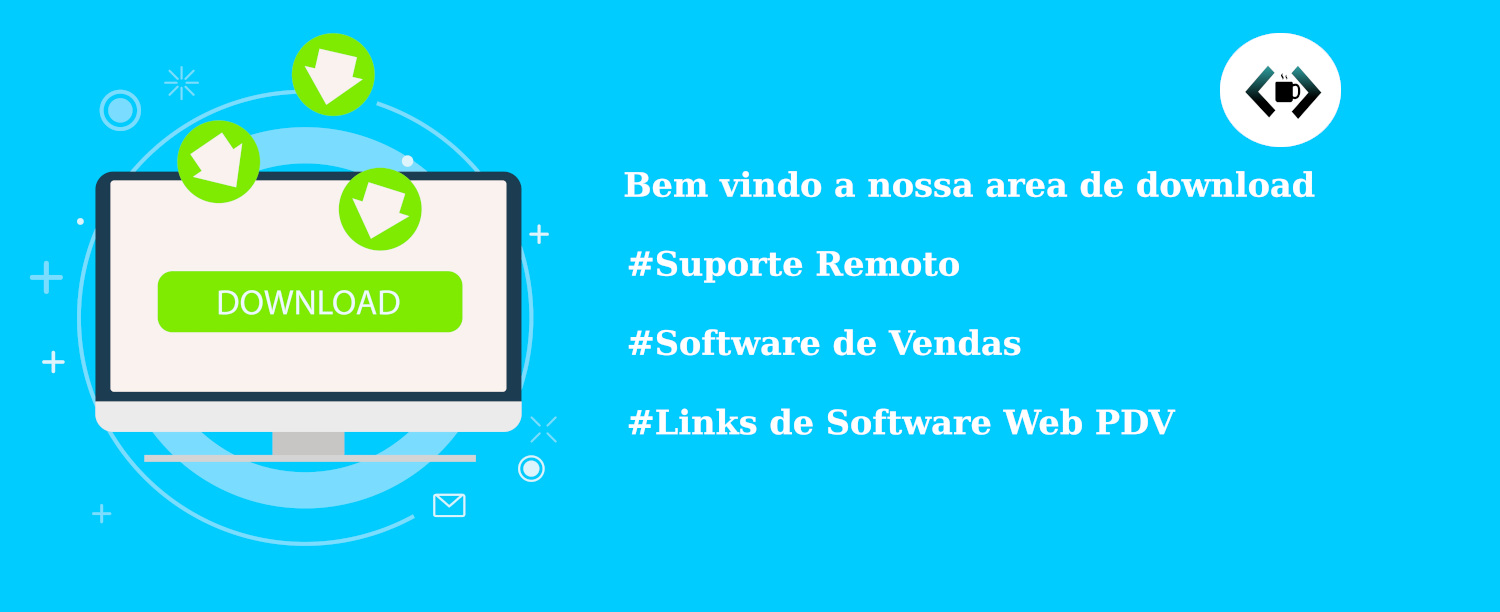 DOWNLOAD
Bem vindo a nossa area de download
#Suporte Remoto
#Software de Vendas
#Links de Software Web PDV